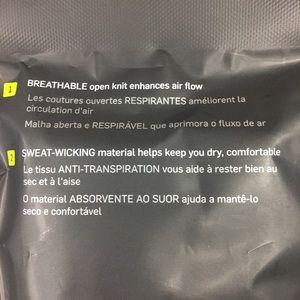 1 BREATHABLE open knit enhances air flow
Les coutures ouvertes RESPIRANTES améliorent la
circulation d'air
Malha aberta e RESPIRÁVEL que aprimora o fluxo de ar
2 SWEAT-WICKING material helps keep you dry, comfortable
Le tissu ANTI-TRANSPIRATION vous aide à rester bien au
sec et à l'aise
O material ABSORVENTE AO SUOR ajuda a mantê-lo
seco e confortável